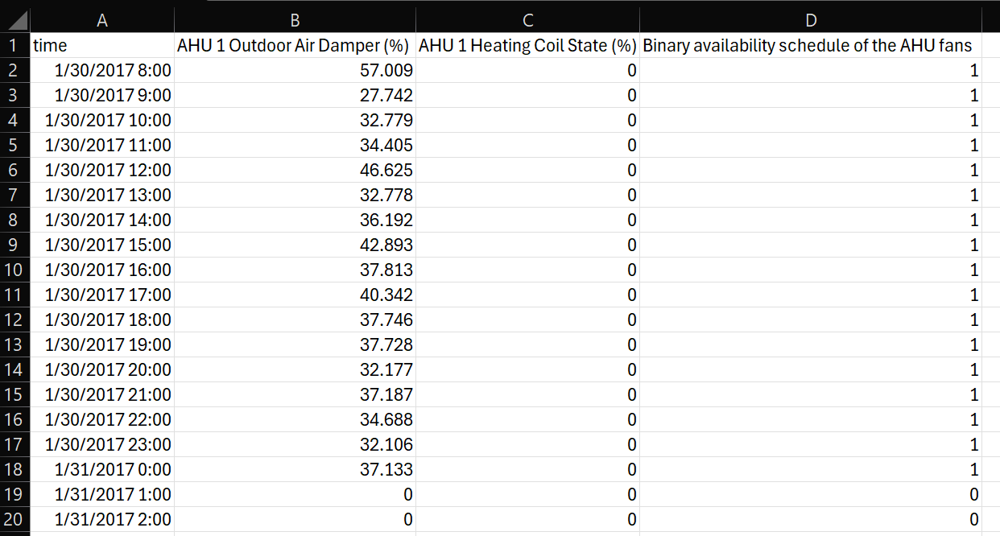 A B C D
1 time AHU 1 Outdoor Air Damper (%) AHU 1 Heating Coil State (%) Binary availability schedule of the AHU fans
2 1/30/2017 8:00 57.009 0 1
3 1/30/2017 9:00 27.742 0 1
4 1/30/2017 10:00 32.779 0 1
5 1/30/2017 11:00 34.405 0 1
6 1/30/2017 12:00 46.625 0 1
7 1/30/2017 13:00 32.778 0 1
8 1/30/2017 14:00 36.192 0 1
9 1/30/2017 15:00 42.893 0 1
10 1/30/2017 16:00 37.813 0 1
11 1/30/2017 17:00 40.342 0 1
12 1/30/2017 18:00 37.746 0 1
13 1/30/2017 19:00 37.728 0 1
14 1/30/2017 20:00 32.177 0 1
15 1/30/2017 21:00 37.187 0 1
16 1/30/2017 22:00 34.688 0 1
17 1/30/2017 23:00 32.106 0 1
18 1/31/2017 0:00 37.133 0 1
19 1/31/2017 1:00 0 0 0
20 1/31/2017 2:00 0 0 0